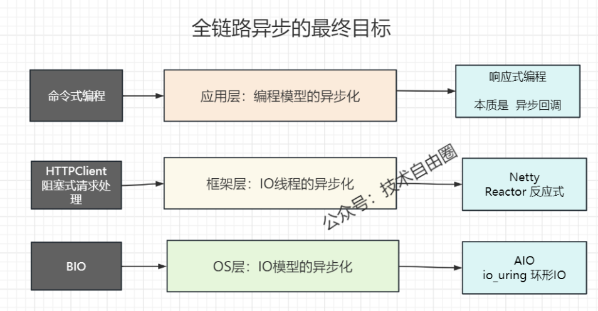 全链路异步的最终目标
命令式编程
应用层：编程模型的异步化
响应式编程
本质是 异步回调
HTTPClient
阻塞式请求处
理
框架层：IO线程的异步化
Netty
Reactor 反应式
公众号：技术自由圈
BIO
OS层：IO模型的异步化
AIO
io_uring 环形IO